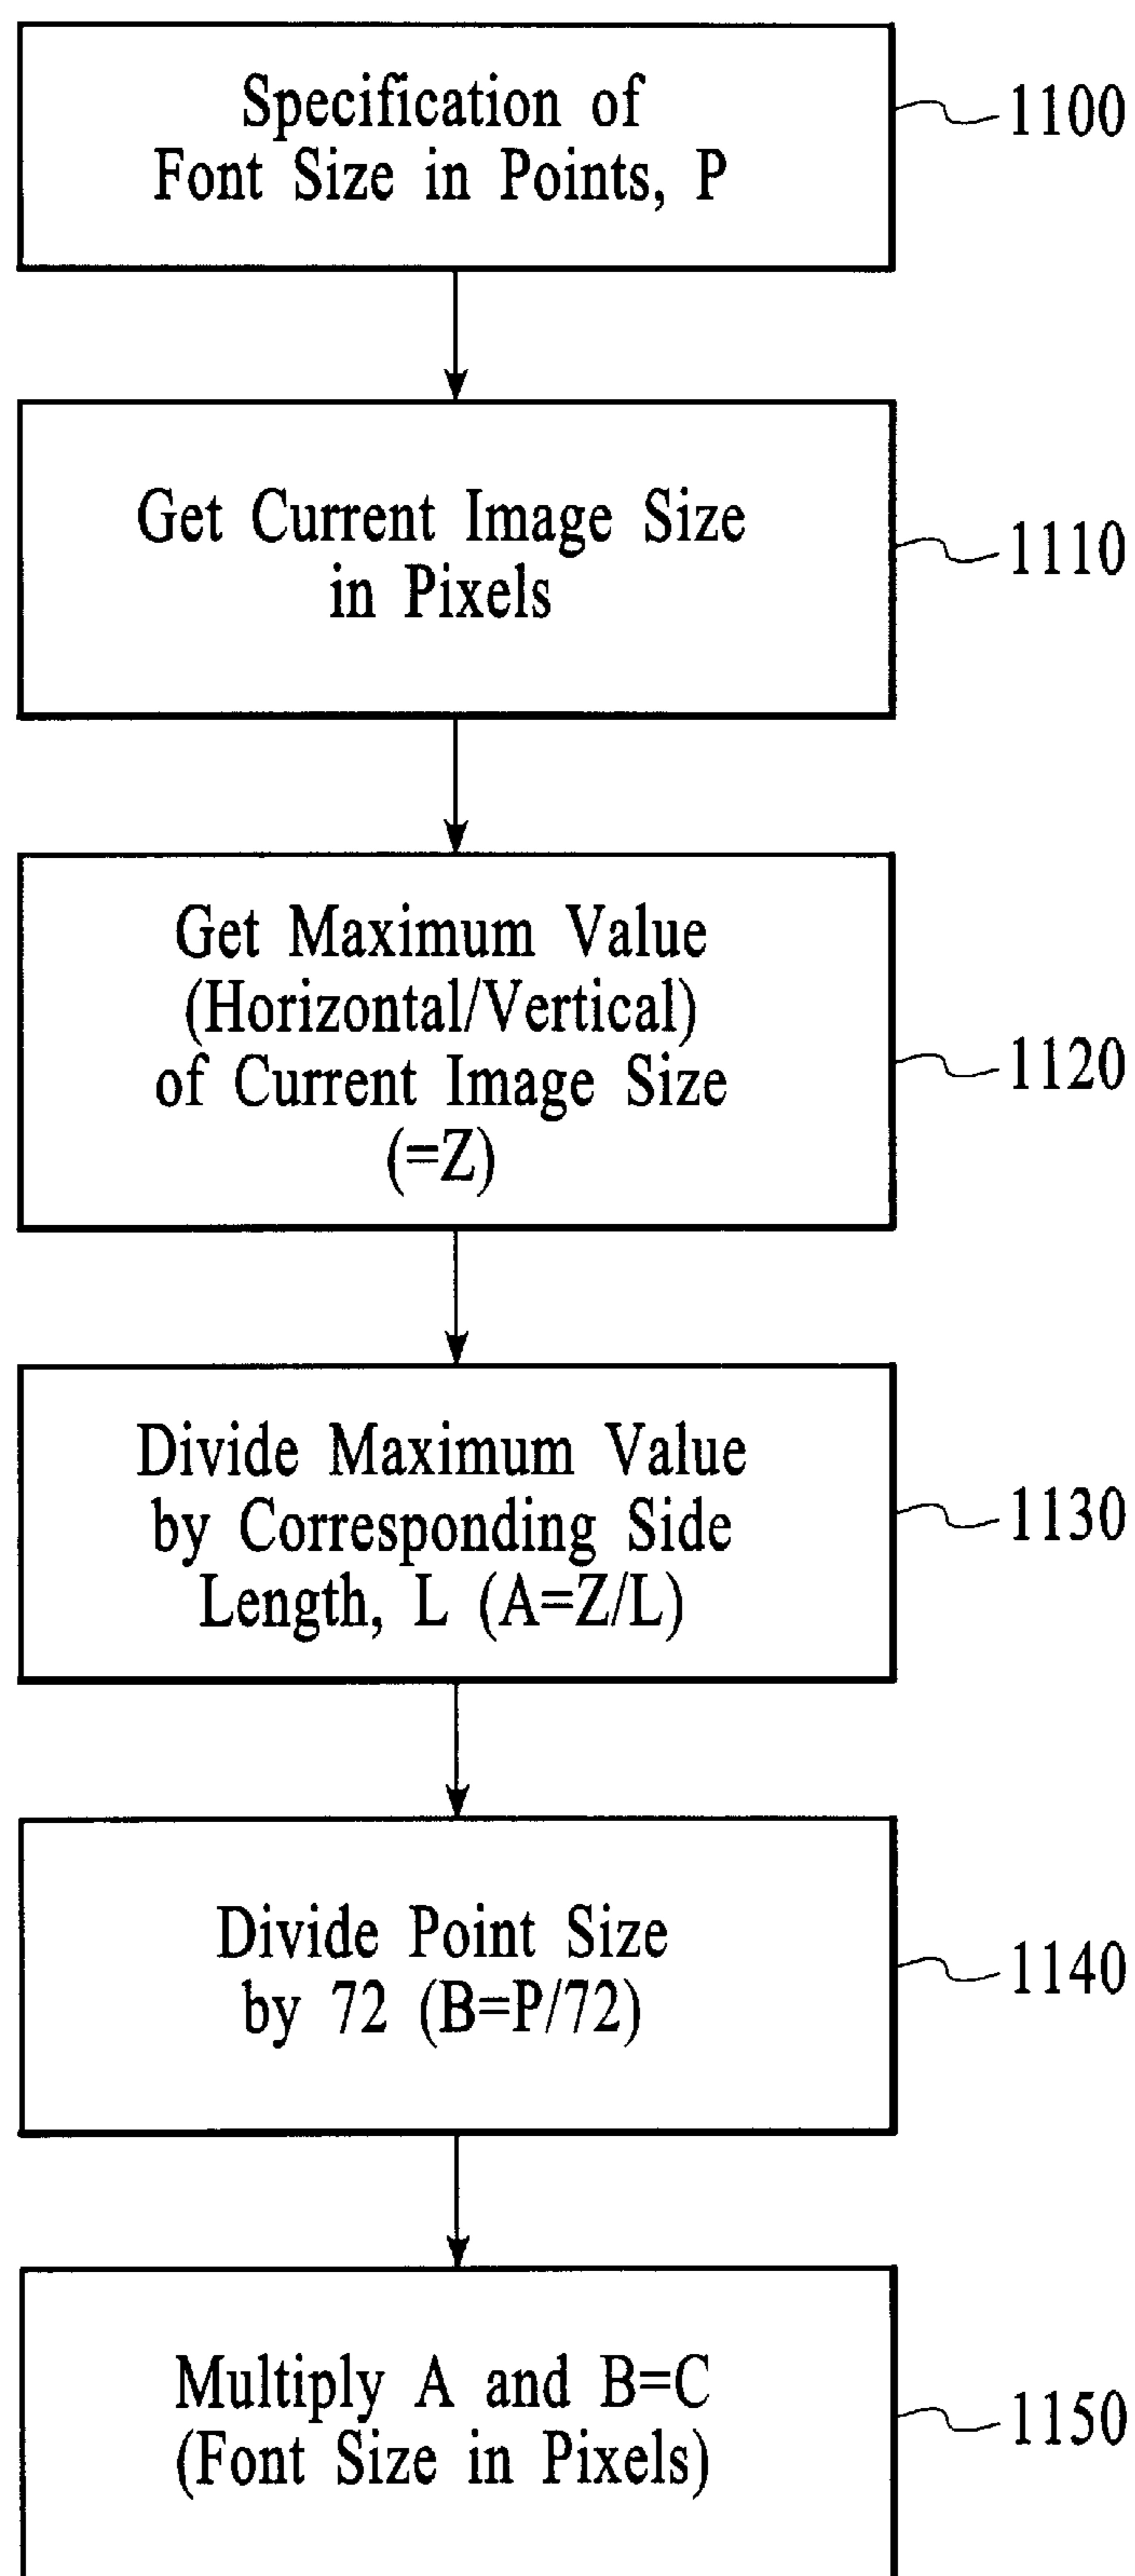 Specification of
Font Size in Points, P
1100
Get Current Image Size
in Pixels
1110
Get Maximum Value
(Horizontal/Vertical)
of Current Image Size
(=Z)
1120
Divide Maximum Value
by Corresponding Side
Length, L (A=Z/L)
1130
Divide Point Size
by 72 (B=P/72)
1140
Multiply A and B=C
(Font Size in Pixels)
1150